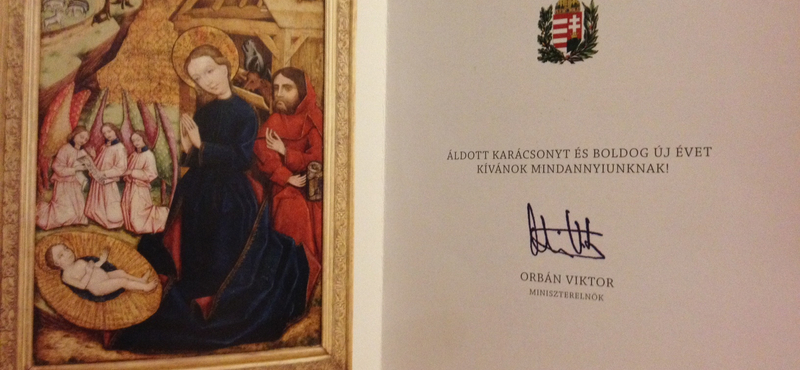 ÁLDOTT KARÁCSONYT ÉS BOLDOG ÚJ ÉVET
KÍVÁNOK MINDANNYIUNKNAK!
ORBÁN VIKTOR
MINISZTERELNÖK